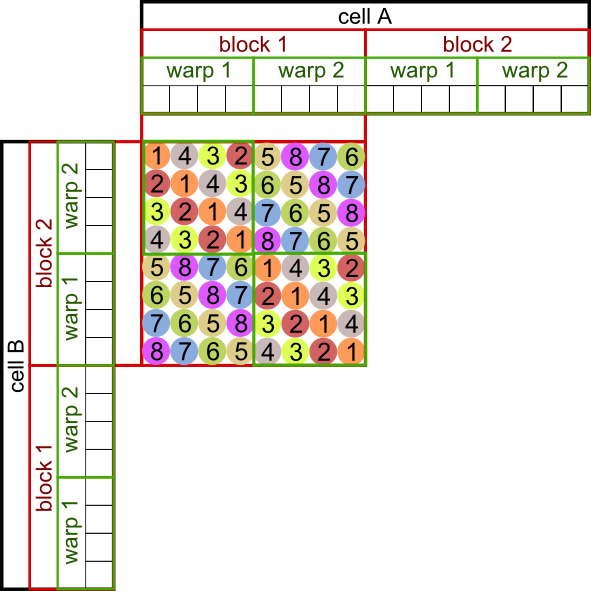 cell A
block 1 block 2
warp 1 warp 2 warp 1 warp 2
1 4 3 2 5 8 7 6
2 1 4 3 6 5 8 7
3 2 1 4 7 6 5 8
4 3 2 1 8 7 6 5
5 8 7 6 1 4 3 2
6 5 8 7 2 1 4 3
7 6 5 8 3 2 1 4
8 7 6 5 4 3 2 1
cell B
block 2
block 1
warp 2
warp 1
warp 2
warp 1